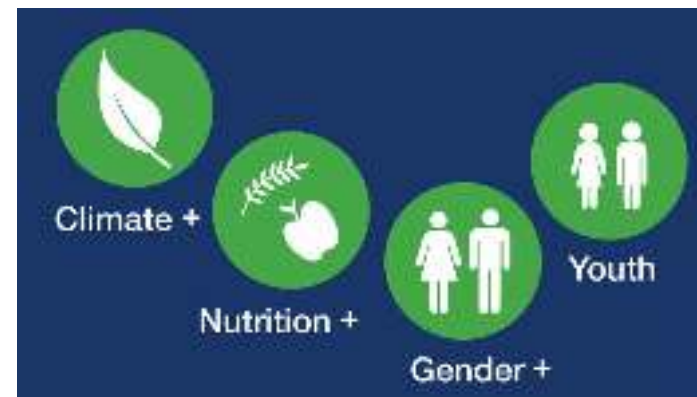 Climate +
Nutrition +
Gender +
Youth